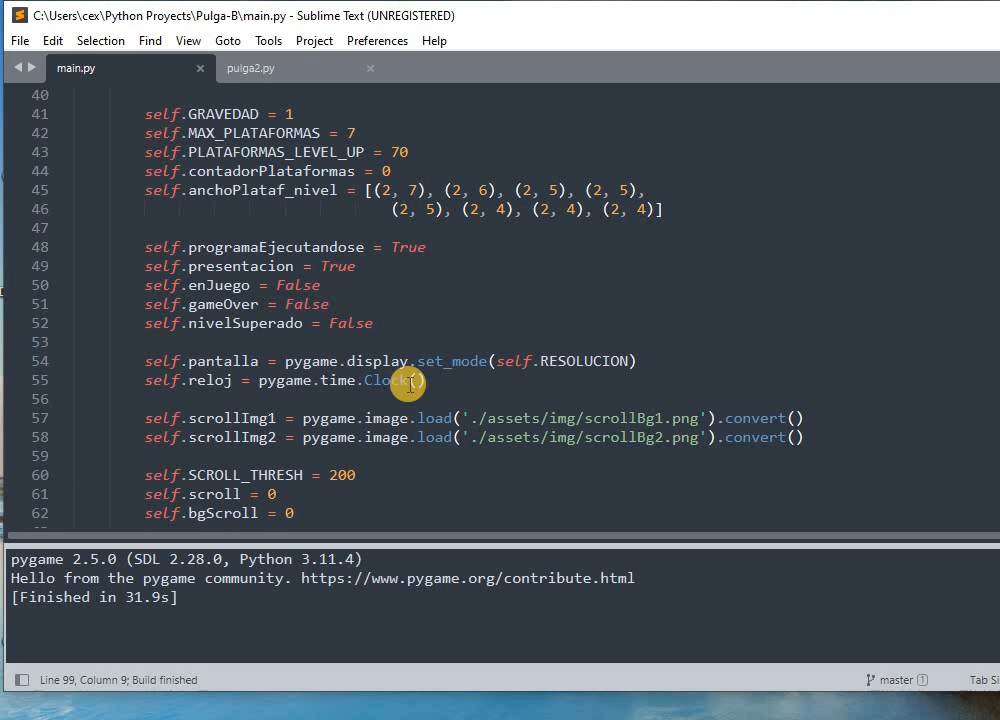 C:\Users\cex\Python Proyects\Pulga-B\main.py - Sublime Text (UNREGISTERED)
File Edit Selection Find View Goto Tools Project Preferences Help
main.py × pulga2.py ×
40
41 self.GRAVEDAD = 1
42 self.MAX_PLATAFORMAS = 7
43 self.PLATAFORMAS_LEVEL_UP = 70
44 self.contadorPlataformas = 0
45 self.anchoPlataf_nivel = [(2, 7), (2, 6), (2, 5), (2, 5),
46 (2, 5), (2, 4), (2, 4), (2, 4)]
47
48 self.programaEjecutandose = True
49 self.presentacion = True
50 self.enJuego = False
51 self.gameOver = False
52 self.nivelSuperado = False
53
54 self.pantalla = pygame.display.set_mode(self.RESOLUCION)
55 self.reloj = pygame.time.Clock()
56
57 self.scrollImg1 = pygame.image.load('./assets/img/scrollBg1.png').convert()
58 self.scrollImg2 = pygame.image.load('./assets/img/scrollBg2.png').convert()
59
60 self.SCROLL_THRESH = 200
61 self.scroll = 0
62 self.bgScroll = 0
pygame 2.5.0 (SDL 2.28.0, Python 3.11.4)
Hello from the pygame community. https://www.pygame.org/contribute.html
[Finished in 31.9s]
Line 99, Column 9; Build finished master 1 Tab Si